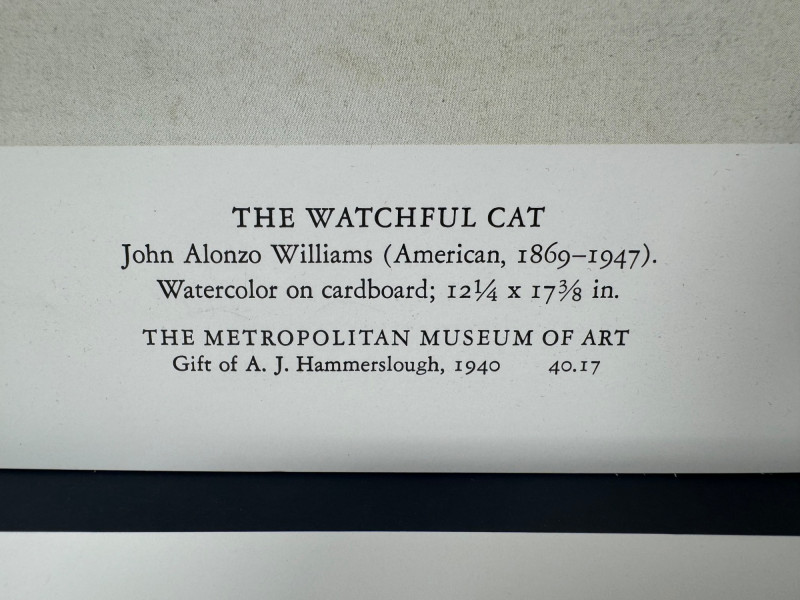 THE WATCHFUL CAT
John Alonzo Williams (American, 1869–1947).
Watercolor on cardboard; 12¼ x 17⅜ in.
THE METROPOLITAN MUSEUM OF ART
Gift of A. J. Hammerslough, 1940 40.17